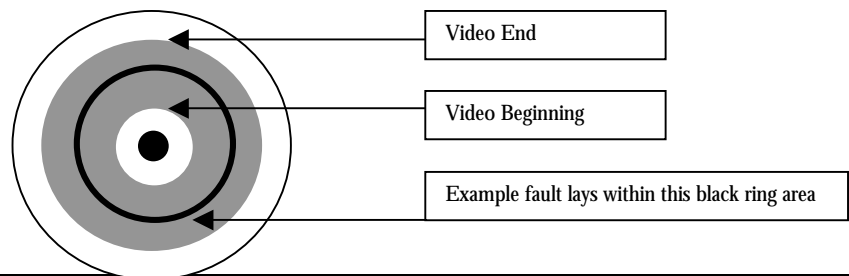 Video End
Video Beginning
Example fault lays within this black ring area